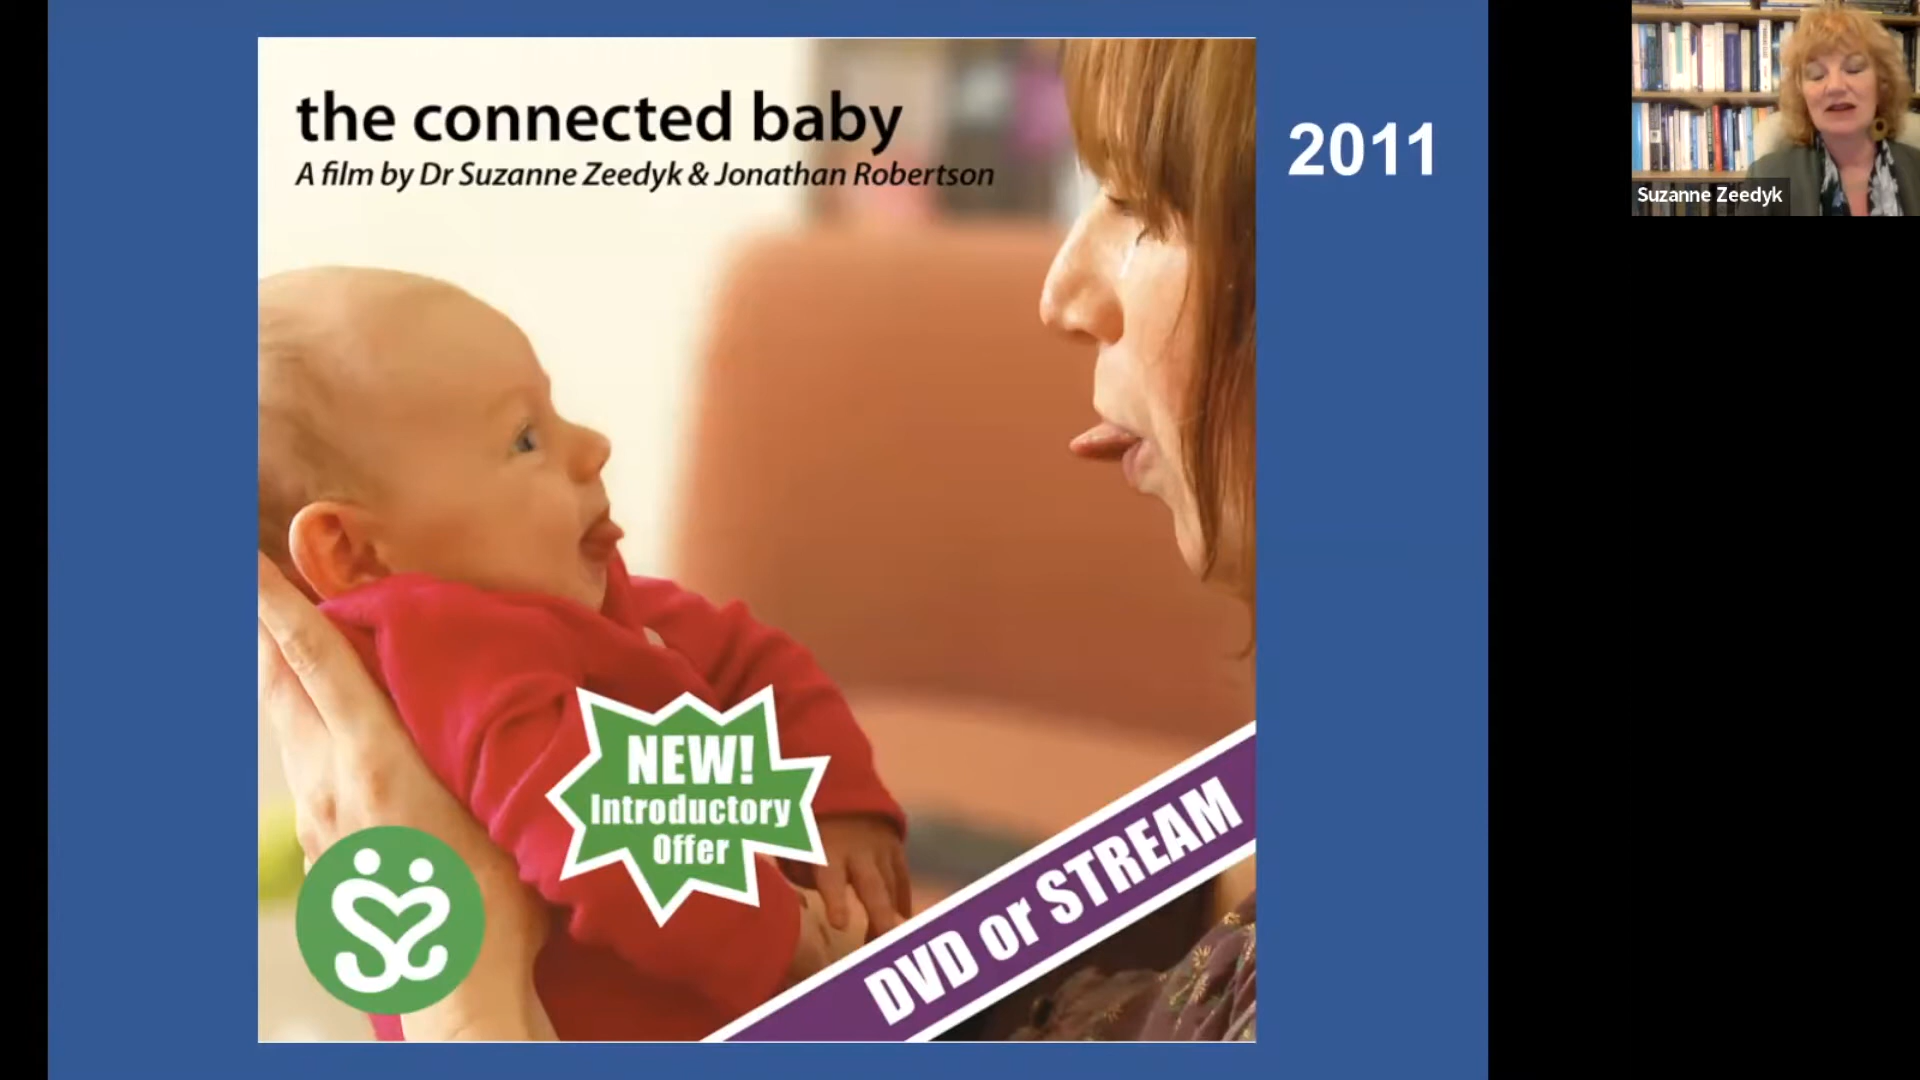 the connected baby
A film by Dr Suzanne Zeedyk & Jonathan Robertson
2011
Suzanne Zeedyk
NEW!
Introductory
Offer
DVD or STREAM